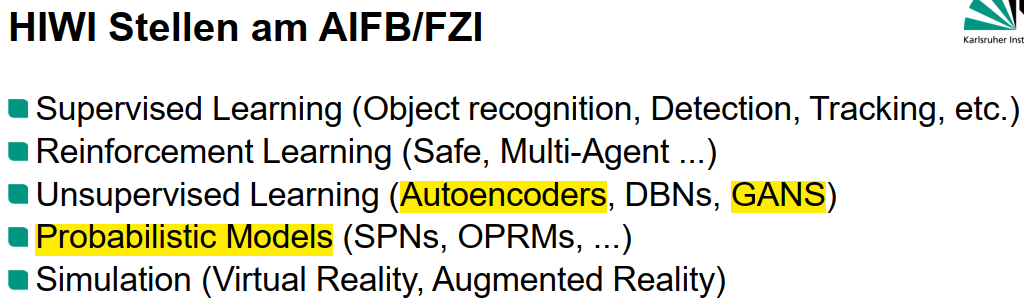 HIWI Stellen am AIFB/FZI
Karlsruher Inst
Supervised Learning (Object recognition, Detection, Tracking, etc.)
Reinforcement Learning (Safe, Multi-Agent ...)
Unsupervised Learning (Autoencoders, DBNs, GANS)
Probabilistic Models (SPNs, OPRMs, ...)
Simulation (Virtual Reality, Augmented Reality)